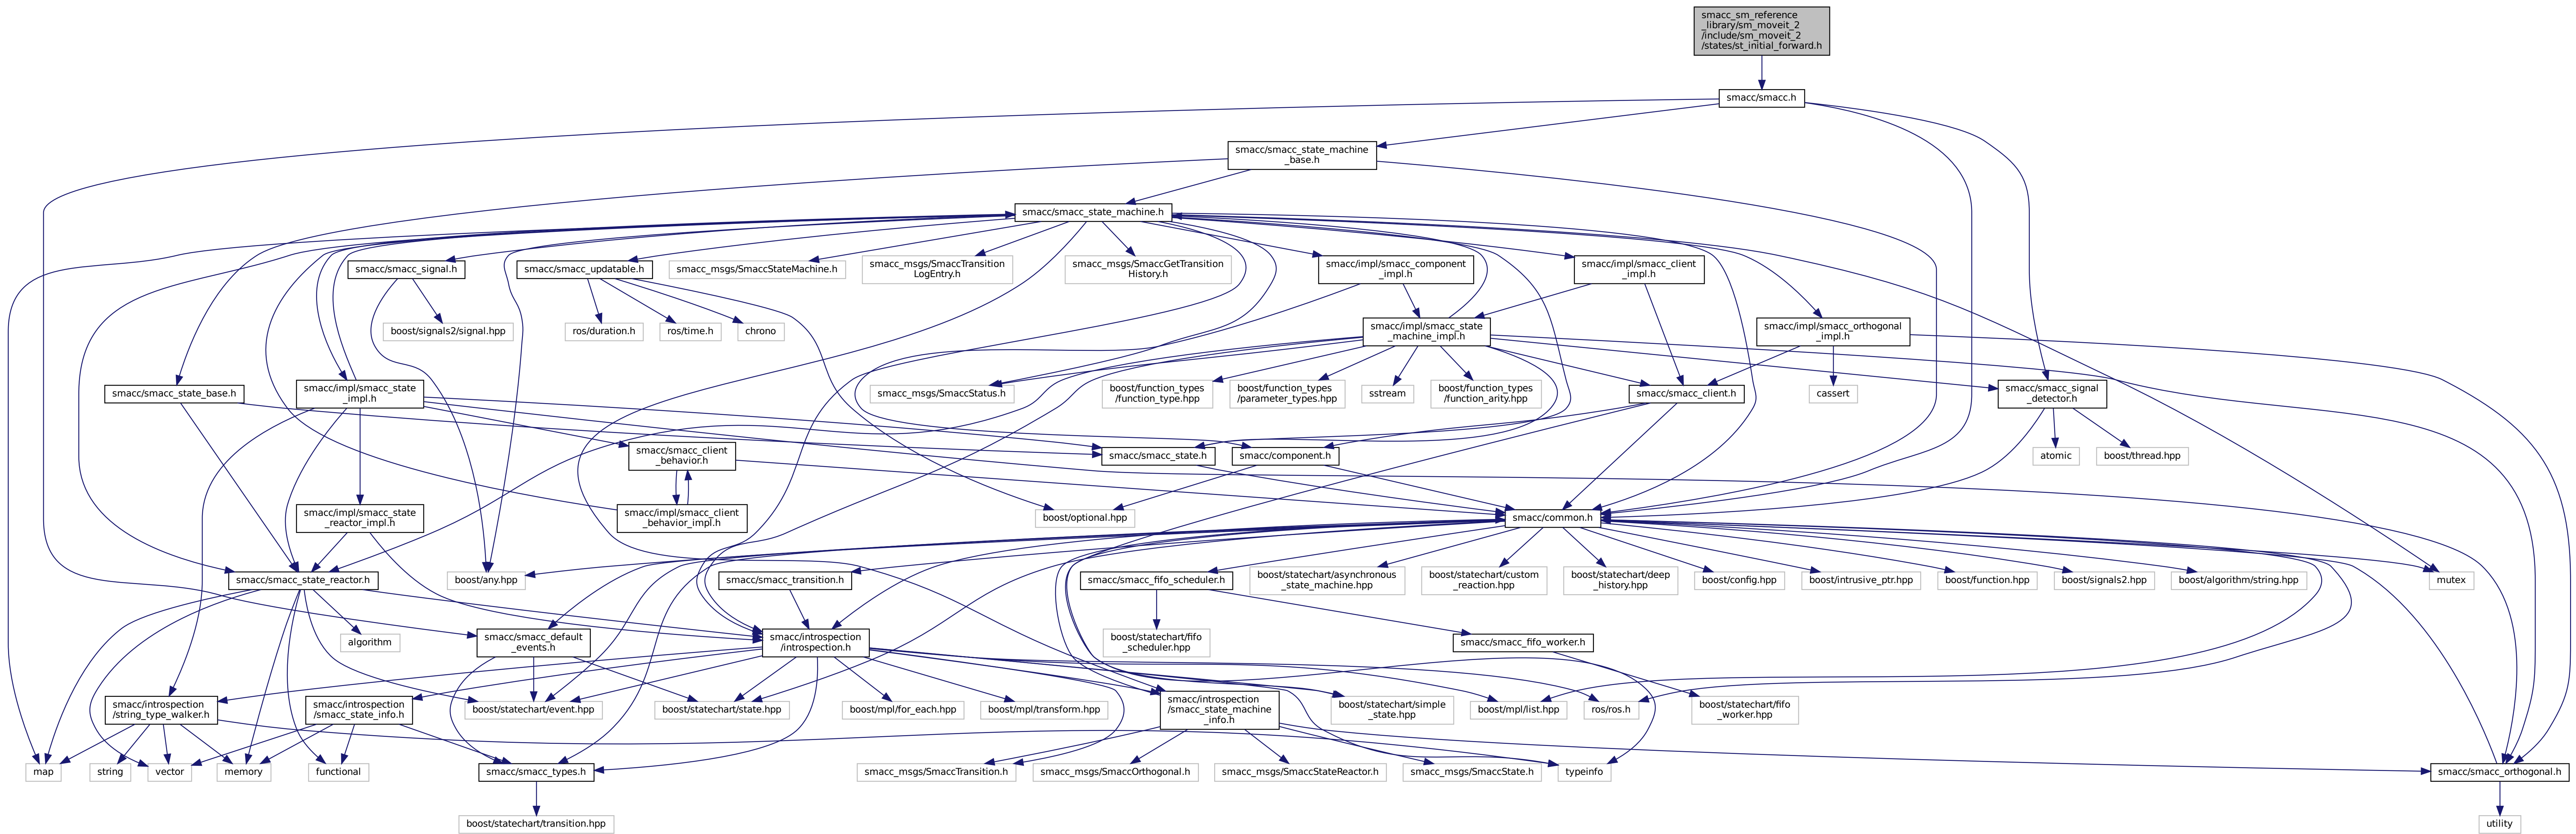 smacc_sm_reference
_library/sm_moveit_2
/include/sm_moveit_2
/states/st_initial_forward.h
smacc/smacc.h
smacc/smacc_state_machine
_base.h
smacc/smacc_state_machine.h
smacc/smacc_signal.h
smacc/smacc_updatable.h
smacc_msgs/SmaccStateMachine.h
smacc_msgs/SmaccTransition
LogEntry.h
smacc_msgs/SmaccGetTransition
History.h
smacc/impl/smacc_component
_impl.h
smacc/impl/smacc_client
_impl.h
boost/signals2/signal.hpp
ros/duration.h
ros/time.h
chrono
smacc/impl/smacc_state
_machine_impl.h
smacc/impl/smacc_orthogonal
_impl.h
smacc/smacc_state_base.h
smacc/impl/smacc_state
_impl.h
smacc_msgs/SmaccStatus.h
boost/function_types
/function_type.hpp
boost/function_types
/parameter_types.hpp
sstream
boost/function_types
/function_arity.hpp
smacc/smacc_client.h
cassert
smacc/smacc_signal
_detector.h
smacc/smacc_client
_behavior.h
smacc/smacc_state.h
smacc/component.h
atomic
boost/thread.hpp
smacc/impl/smacc_state
_reactor_impl.h
smacc/impl/smacc_client
_behavior_impl.h
boost/optional.hpp
smacc/common.h
smacc/smacc_state_reactor.h
boost/any.hpp
smacc/smacc_transition.h
smacc/smacc_fifo_scheduler.h
boost/statechart/asynchronous
_state_machine.hpp
boost/statechart/custom
_reaction.hpp
boost/statechart/deep
_history.hpp
boost/config.hpp
boost/intrusive_ptr.hpp
boost/function.hpp
boost/signals2.hpp
boost/algorithm/string.hpp
mutex
algorithm
smacc/smacc_default
_events.h
smacc/introspection
/introspection.h
boost/statechart/fifo
_scheduler.hpp
smacc/smacc_fifo_worker.h
smacc/introspection
/string_type_walker.h
smacc/introspection
/smacc_state_info.h
boost/statechart/event.hpp
boost/statechart/state.hpp
boost/mpl/for_each.hpp
boost/mpl/transform.hpp
smacc/introspection
/smacc_state_machine
_info.h
boost/statechart/simple
_state.hpp
boost/mpl/list.hpp
ros/ros.h
boost/statechart/fifo
_worker.hpp
map
string
vector
memory
functional
smacc/smacc_types.h
smacc_msgs/SmaccTransition.h
smacc_msgs/SmaccOrthogonal.h
smacc_msgs/SmaccStateReactor.h
smacc_msgs/SmaccState.h
typeinfo
smacc/smacc_orthogonal.h
boost/statechart/transition.hpp
utility